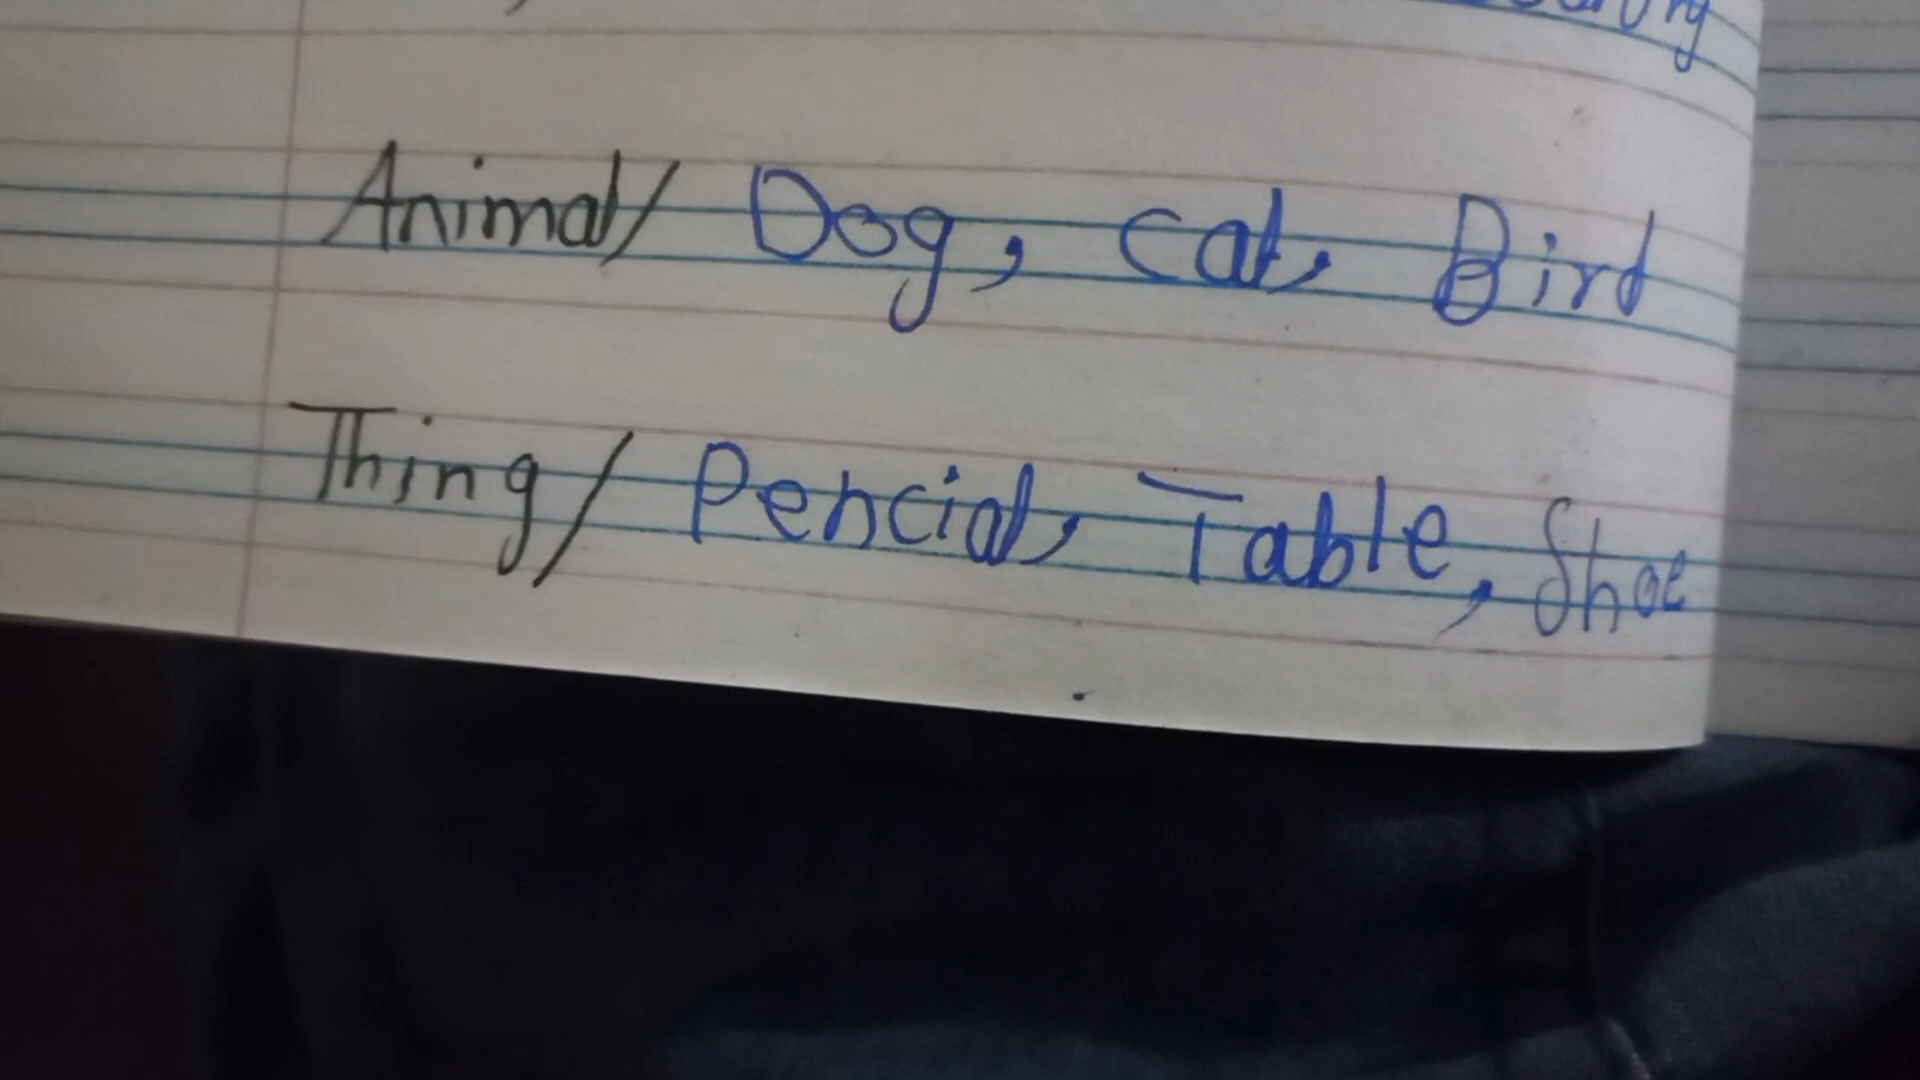 Animal/ Dog, cat, Bird
Thing/ Pencial, Table, Shoe